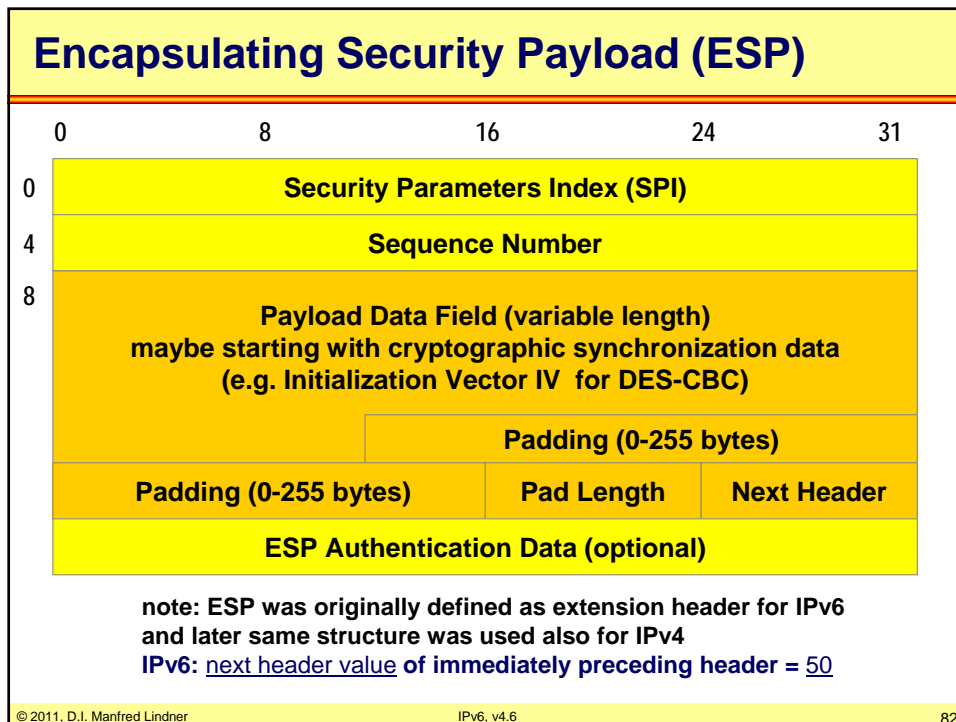 Encapsulating Security Payload (ESP)
0 8 16 24 31
0 Security Parameters Index (SPI)
4 Sequence Number
8
Payload Data Field (variable length)
maybe starting with cryptographic synchronization data
(e.g. Initialization Vector IV for DES-CBC)
Padding (0-255 bytes)
Padding (0-255 bytes) Pad Length Next Header
ESP Authentication Data (optional)
note: ESP was originally defined as extension header for IPv6
and later same structure was used also for IPv4
IPv6: next header value of immediately preceding header = 50
© 2011, D.I. Manfred Lindner IPv6, v4.6 82